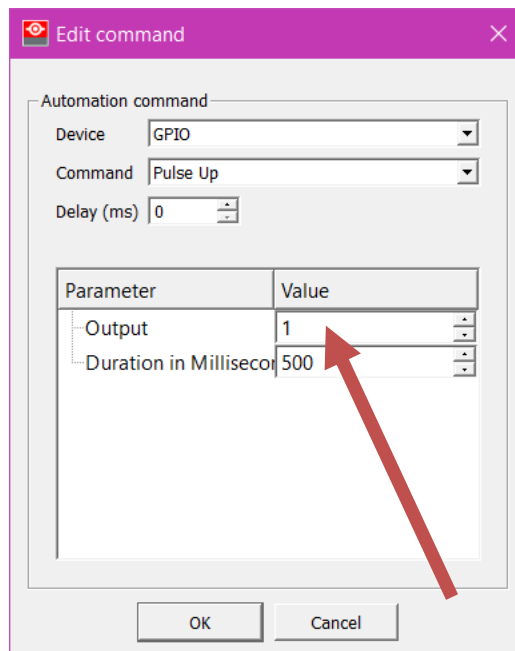 Edit command
Automation command
Device GPIO
Command Pulse Up
Delay (ms) 0
Parameter Value
Output 1
Duration in Millisecor 500
OK Cancel